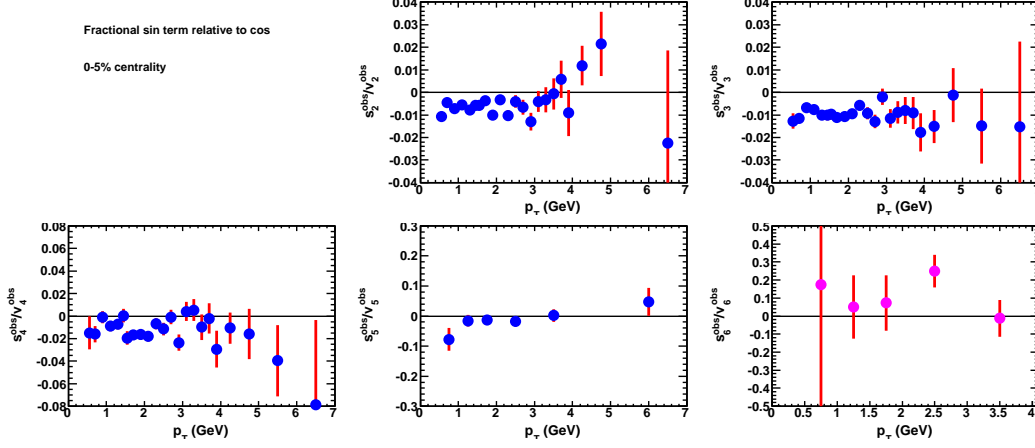 Fractional sin term relative to cos
0-5% centrality
s2obs/v2obs
0.04
0.03
0.02
0.01
0
-0.01
-0.02
-0.03
-0.04
0 1 2 3 4 5 6 7
pT (GeV)
s3obs/v3obs
0.04
0.03
0.02
0.01
0
-0.01
-0.02
-0.03
-0.04
0 1 2 3 4 5 6 7
pT (GeV)
s4obs/v4obs
0.08
0.06
0.04
0.02
0
-0.02
-0.04
-0.06
-0.08
0 1 2 3 4 5 6 7
pT (GeV)
s5obs/v5obs
0.3
0.2
0.1
0
-0.1
-0.2
-0.3
0 1 2 3 4 5 6 7
pT (GeV)
s6obs/v6obs
0.5
0.4
0.3
0.2
0.1
0
-0.1
-0.2
-0.3
-0.4
-0.5
0 0.5 1 1.5 2 2.5 3 3.5 4
pT (GeV)